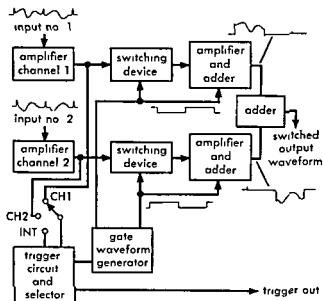 input no 1
amplifier
channel 1
switching
device
amplifier
and
adder
input no 2
adder
switched
output
waveform
amplifier
channel 2
switching
device
amplifier
and
adder
CH1
CH2
INT
gate
waveform
generator
trigger
circuit
and
selector
trigger out